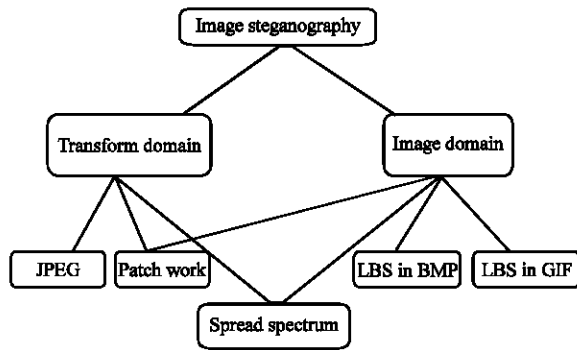 Image steganography
Transform domain
Image domain
JPEG
Patch work
LBS in BMP
LBS in GIF
Spread spectrum